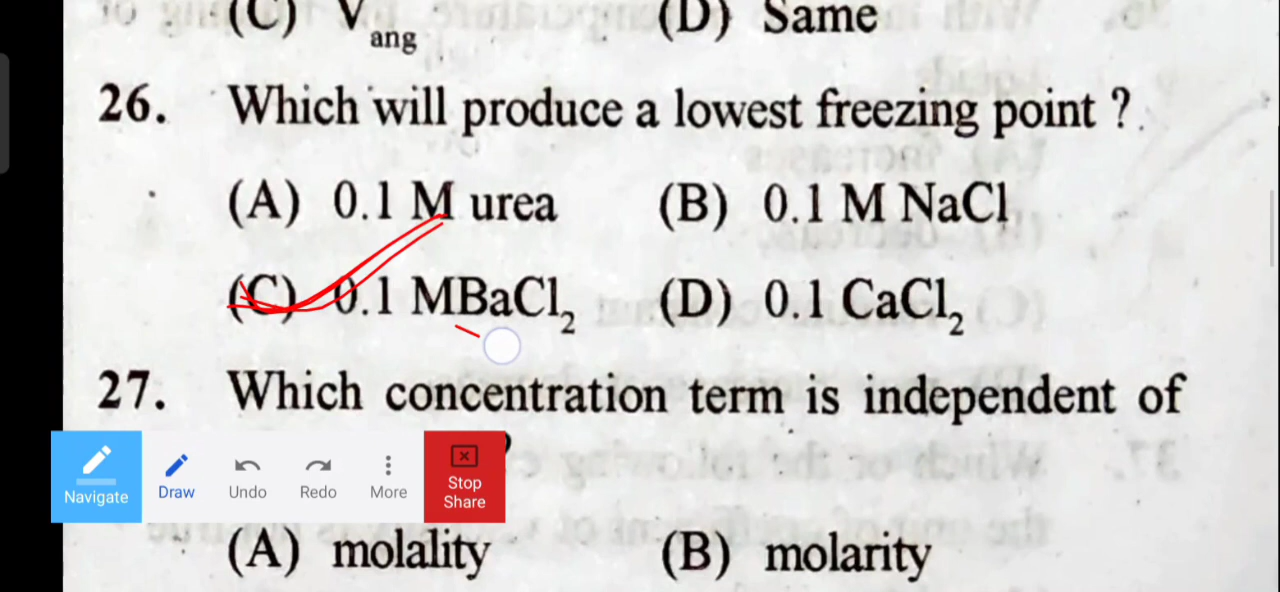 (C) V ang (D) Same
26. Which will produce a lowest freezing point ?
(A) 0.1 M urea (B) 0.1 M NaCl
(C) 0.1 MBaCl₂ (D) 0.1 CaCl₂
27. Which concentration term is independent of
?
Navigate Draw Undo Redo More Stop Share
(A) molality (B) molarity